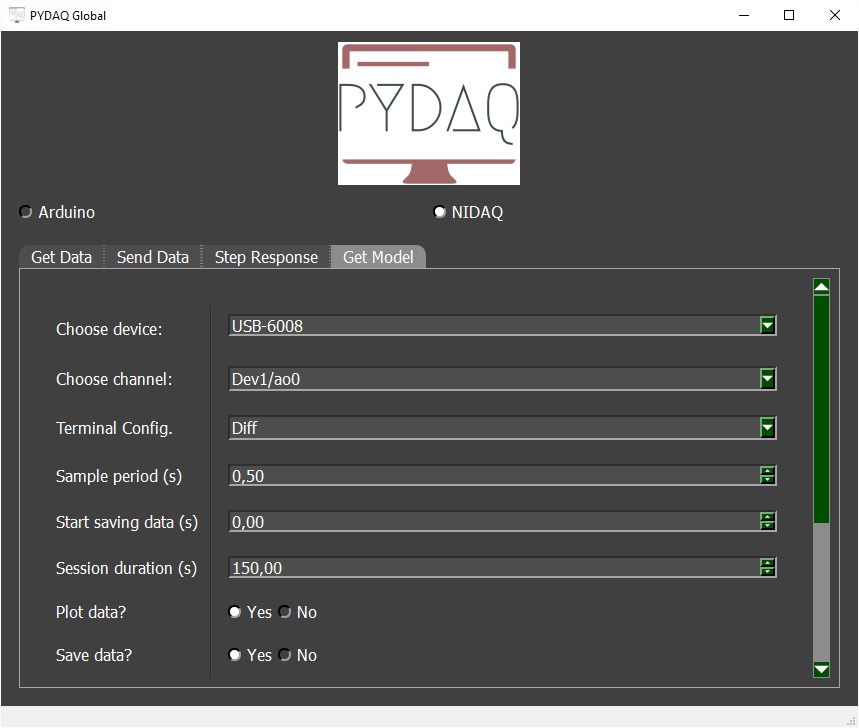 PYDAQ Global
PYDAQ
Arduino NIDAQ
Get Data Send Data Step Response Get Model
Choose device: USB-6008
Choose channel: Dev1/ao0
Terminal Config. Diff
Sample period (s) 0,50
Start saving data (s) 0,00
Session duration (s) 150,00
Plot data? Yes No
Save data? Yes No